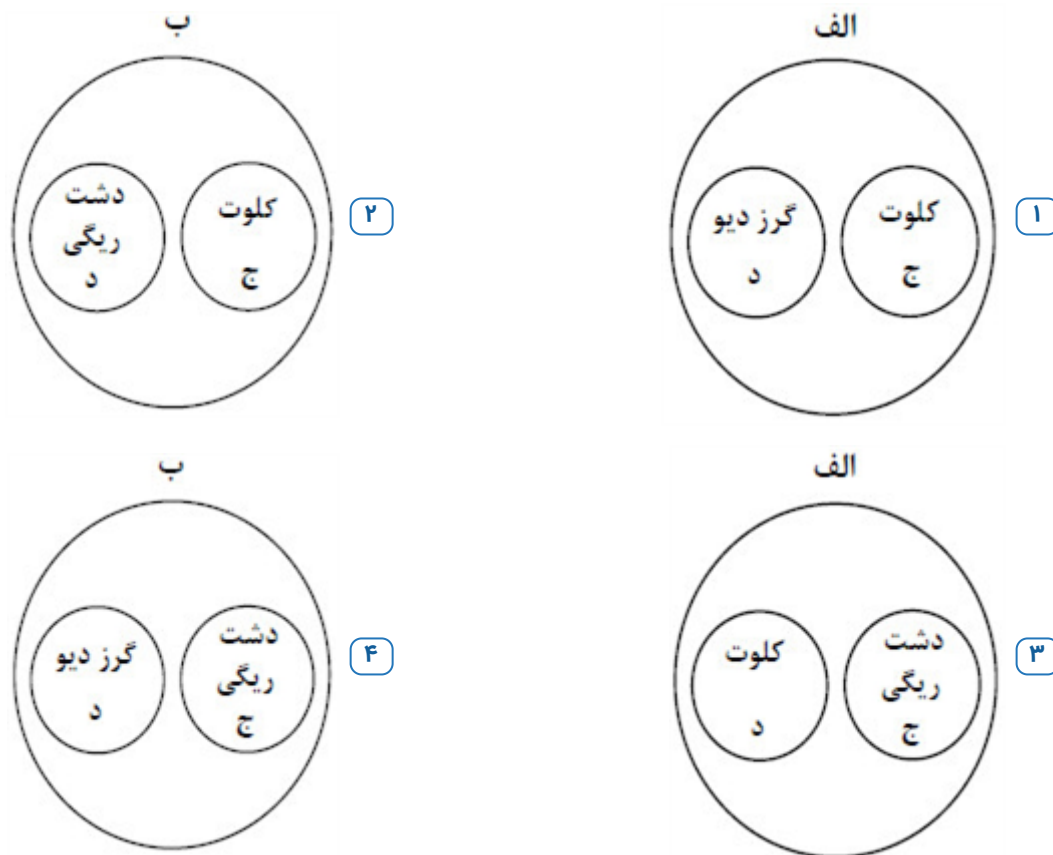 الف
کلوت
ج
گرز دیو
د
۱
ب
کلوت
ج
دشت
ریگی
د
۲
الف
دشت
ریگی
ج
کلوت
د
۳
ب
دشت
ریگی
ج
گرز دیو
د
۴